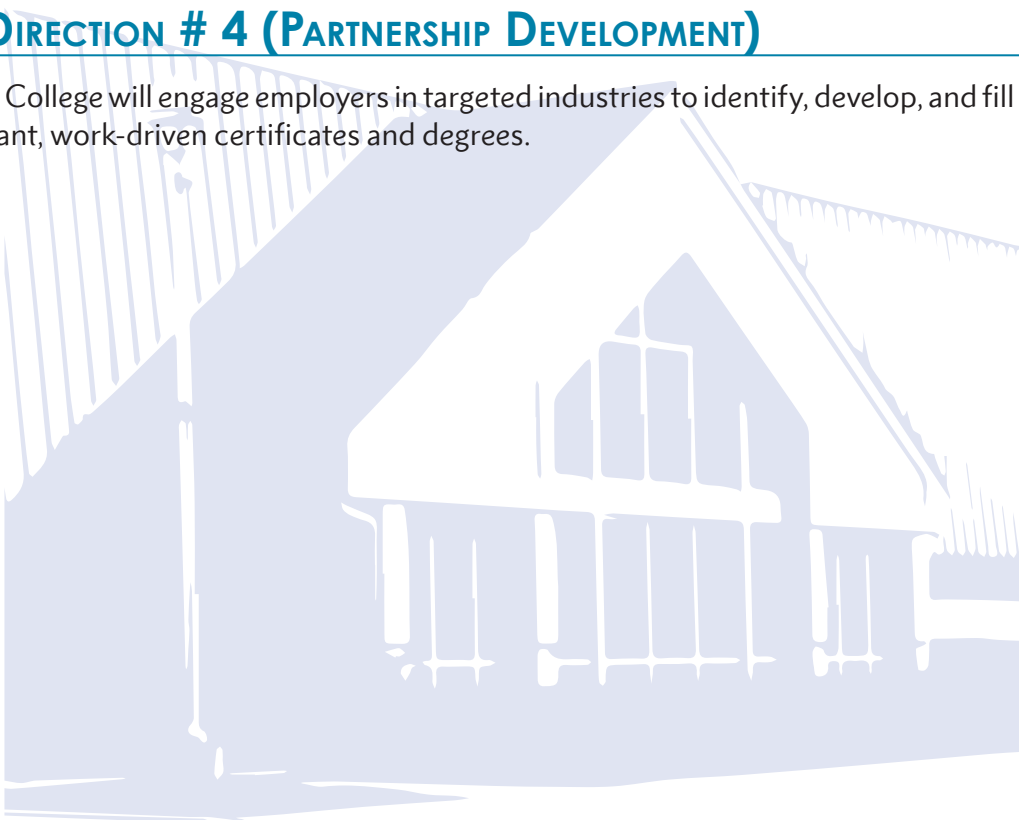 Direction # 4 (Partnership Development)
College will engage employers in targeted industries to identify, develop, and fill
ant, work-driven certificates and degrees.